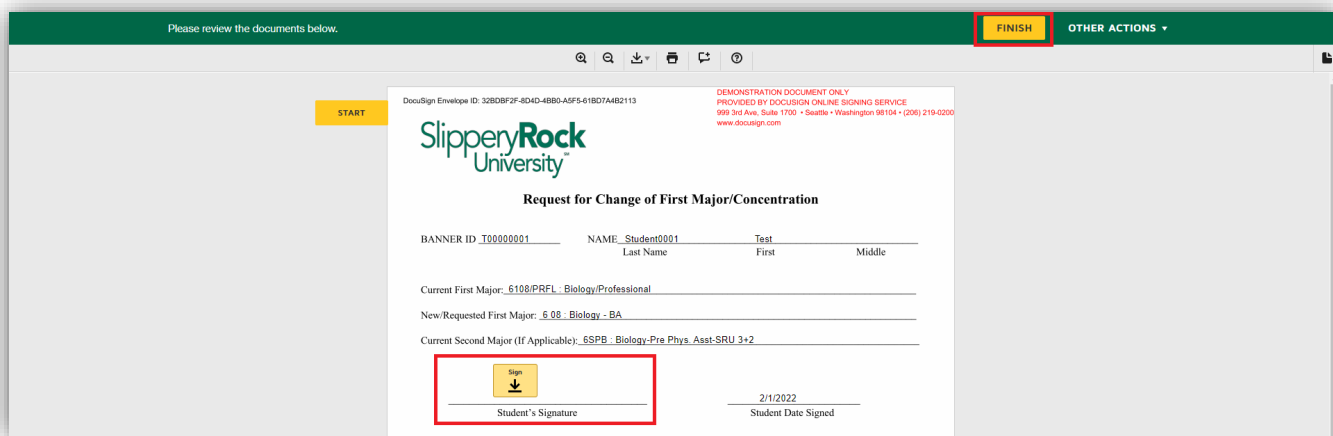 Please review the documents below.
FINISH
OTHER ACTIONS
START
DocuSign Envelope ID: 32BDBF2F-8D4D-4BB0-A5F5-61BD7A4B2113
DEMONSTRATION DOCUMENT ONLY
PROVIDED BY DOCUSIGN ONLINE SIGNING SERVICE
999 3rd Ave, Suite 1700 • Seattle • Washington 98104 • (206) 219-0200
www.docusign.com
SlipperyRock
University™
Request for Change of First Major/Concentration
BANNER ID T00000001 NAME Student0001 Test
Last Name First Middle
Current First Major: 6108/PRFL : Biology/Professional
New/Requested First Major: 6 08 : Biology - BA
Current Second Major (If Applicable): 6SPB : Biology-Pre Phys. Asst-SRU 3+2
Sign
2/1/2022
Student's Signature Student Date Signed